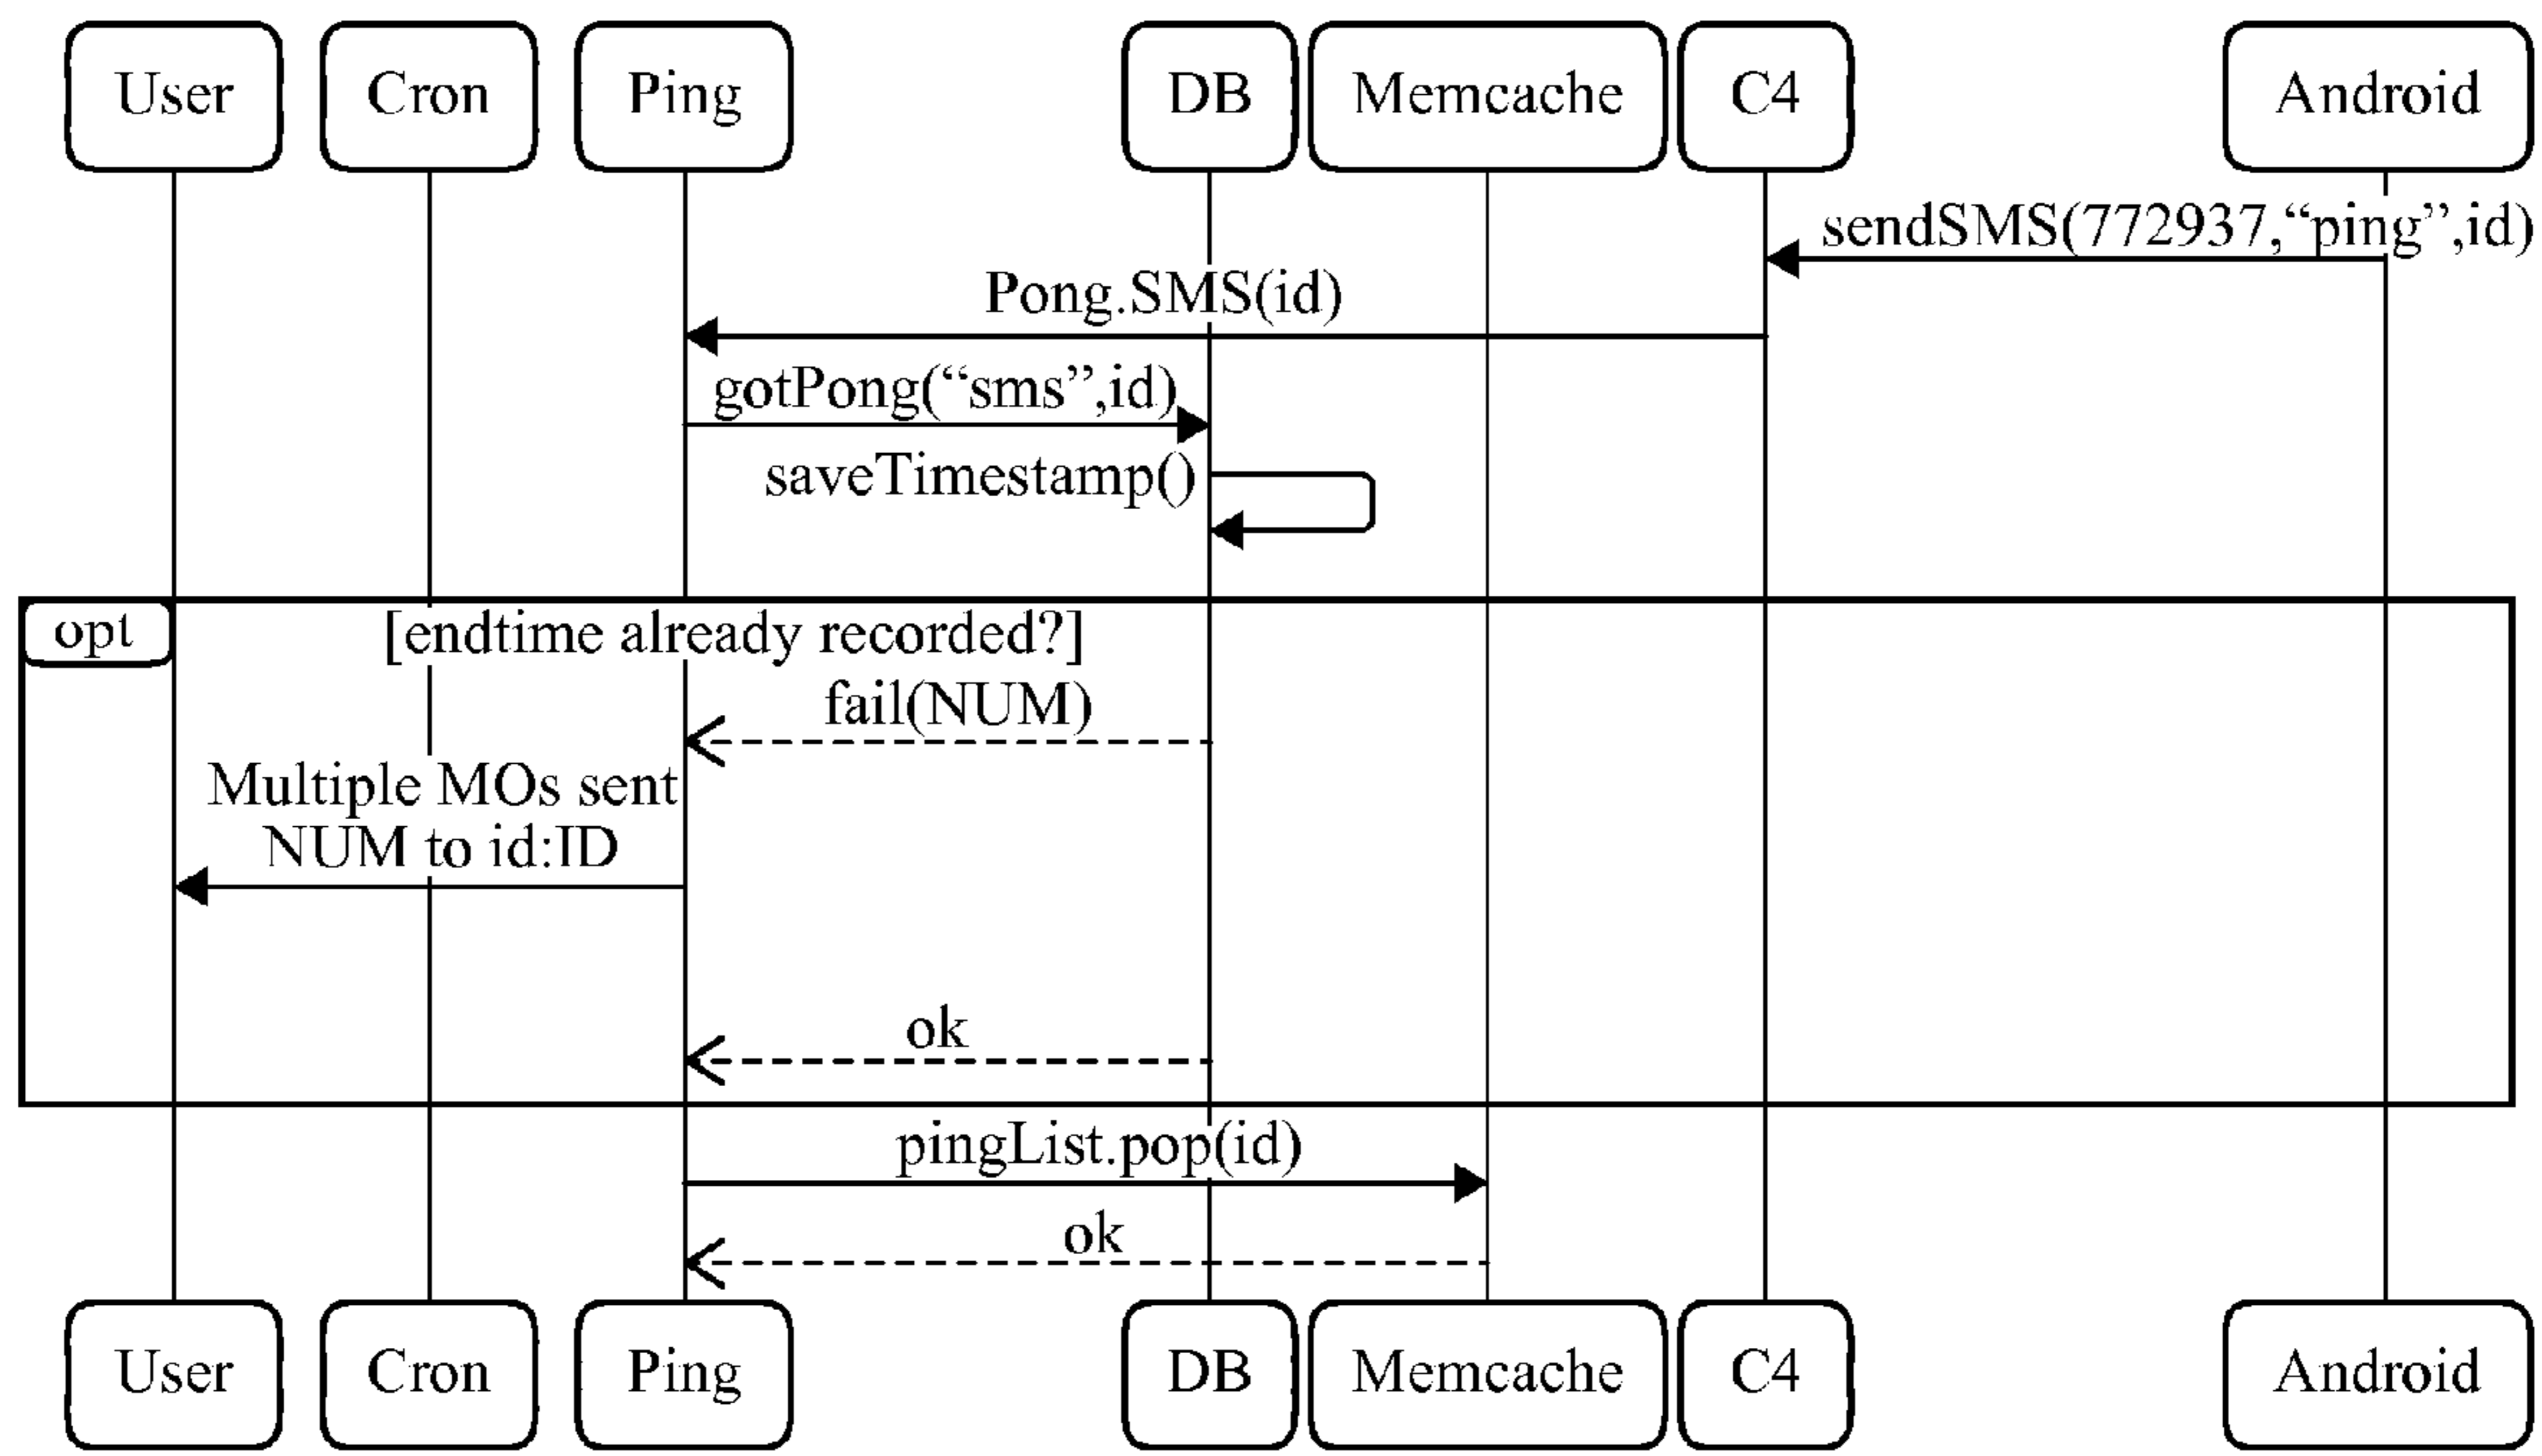 User
Cron
Ping
DB
Memcache
C4
Android
sendSMS(772937,“ping”,id)
Pong.SMS(id)
gotPong(“sms”,id)
saveTimestamp()
opt
[endtime already recorded?]
fail(NUM)
Multiple MOs sent
NUM to id:ID
ok
pingList.pop(id)
ok
User
Cron
Ping
DB
Memcache
C4
Android